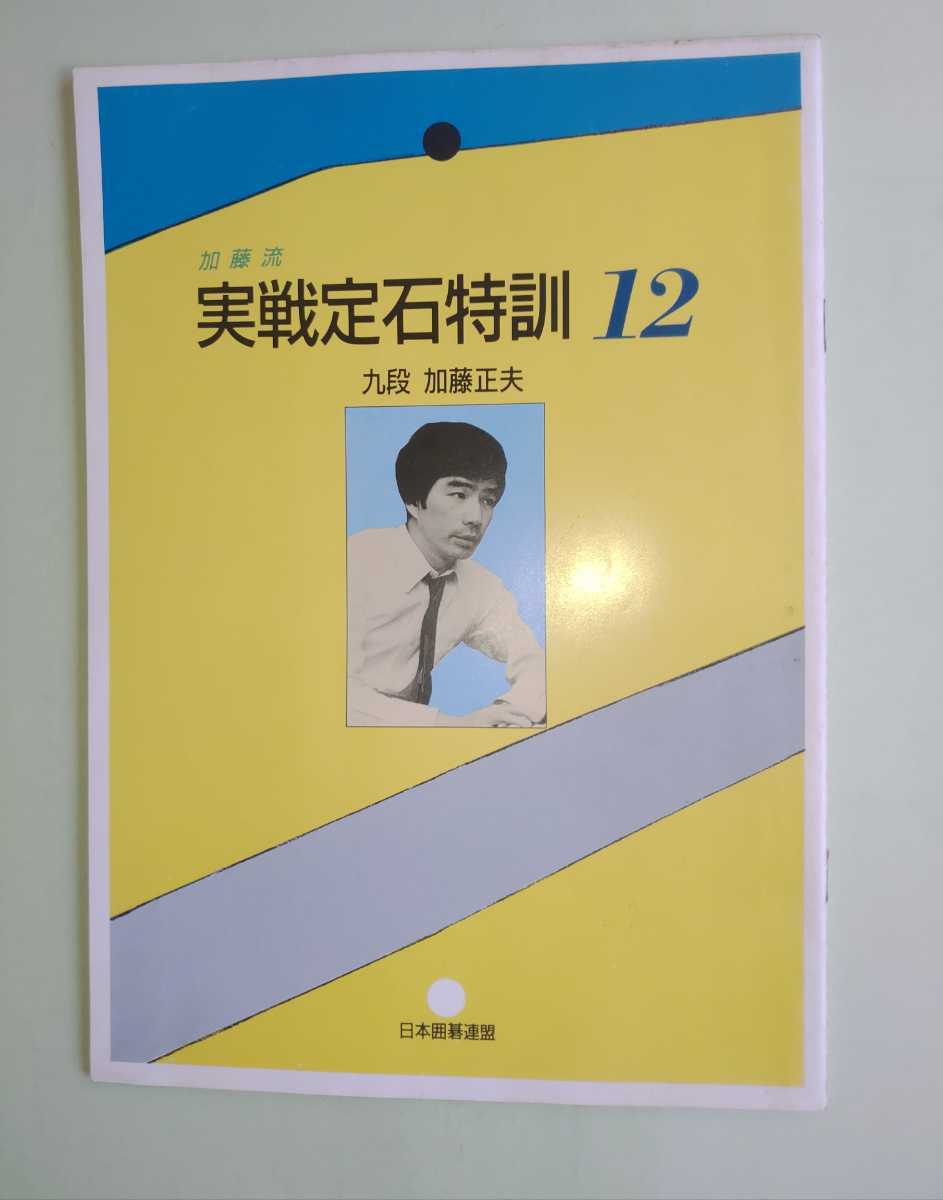 加藤流
実戦定石特訓 12
九段 加藤正夫
日本囲碁連盟